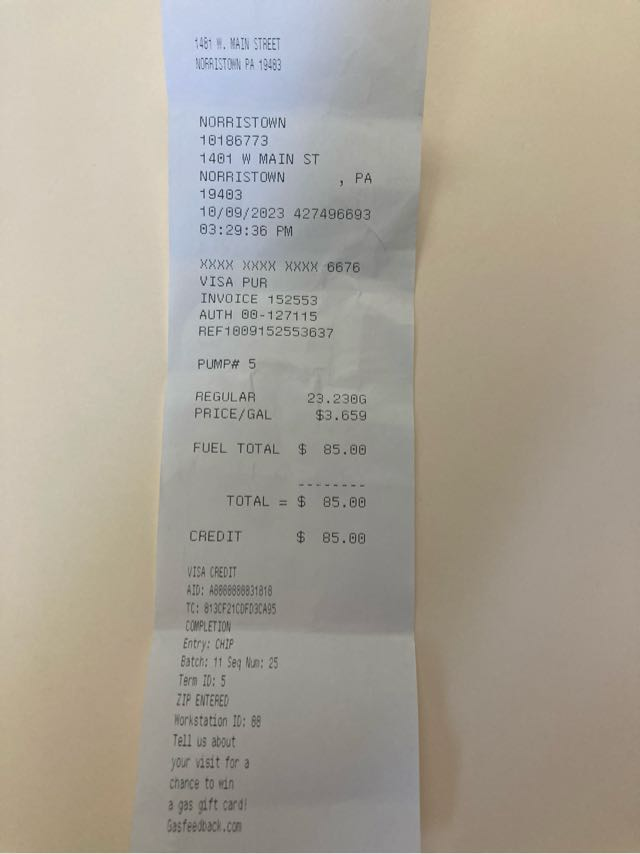 1401 W. MAIN STREET
NORRISTOWN PA 19403
NORRISTOWN
10186773
1401 W MAIN ST
NORRISTOWN , PA
19403
10/09/2023 427496693
03:29:36 PM
XXXX XXXX XXXX 6676
VISA PUR
INVOICE 152553
AUTH 00-127115
REF1009152553637
PUMP# 5
REGULAR 23.230G
PRICE/GAL $3.659
FUEL TOTAL $ 85.00
--------
TOTAL = $ 85.00
CREDIT $ 85.00
VISA CREDIT
AID: A0000000031010
TC: 813CF21CDFD3CA95
COMPLETION
Entry: CHIP
Batch: 11 Seq Num: 25
Term ID: 5
ZIP ENTERED
Workstation ID: 00
Tell us about
your visit for a
chance to win
a gas gift card!
Gasfeedback.com